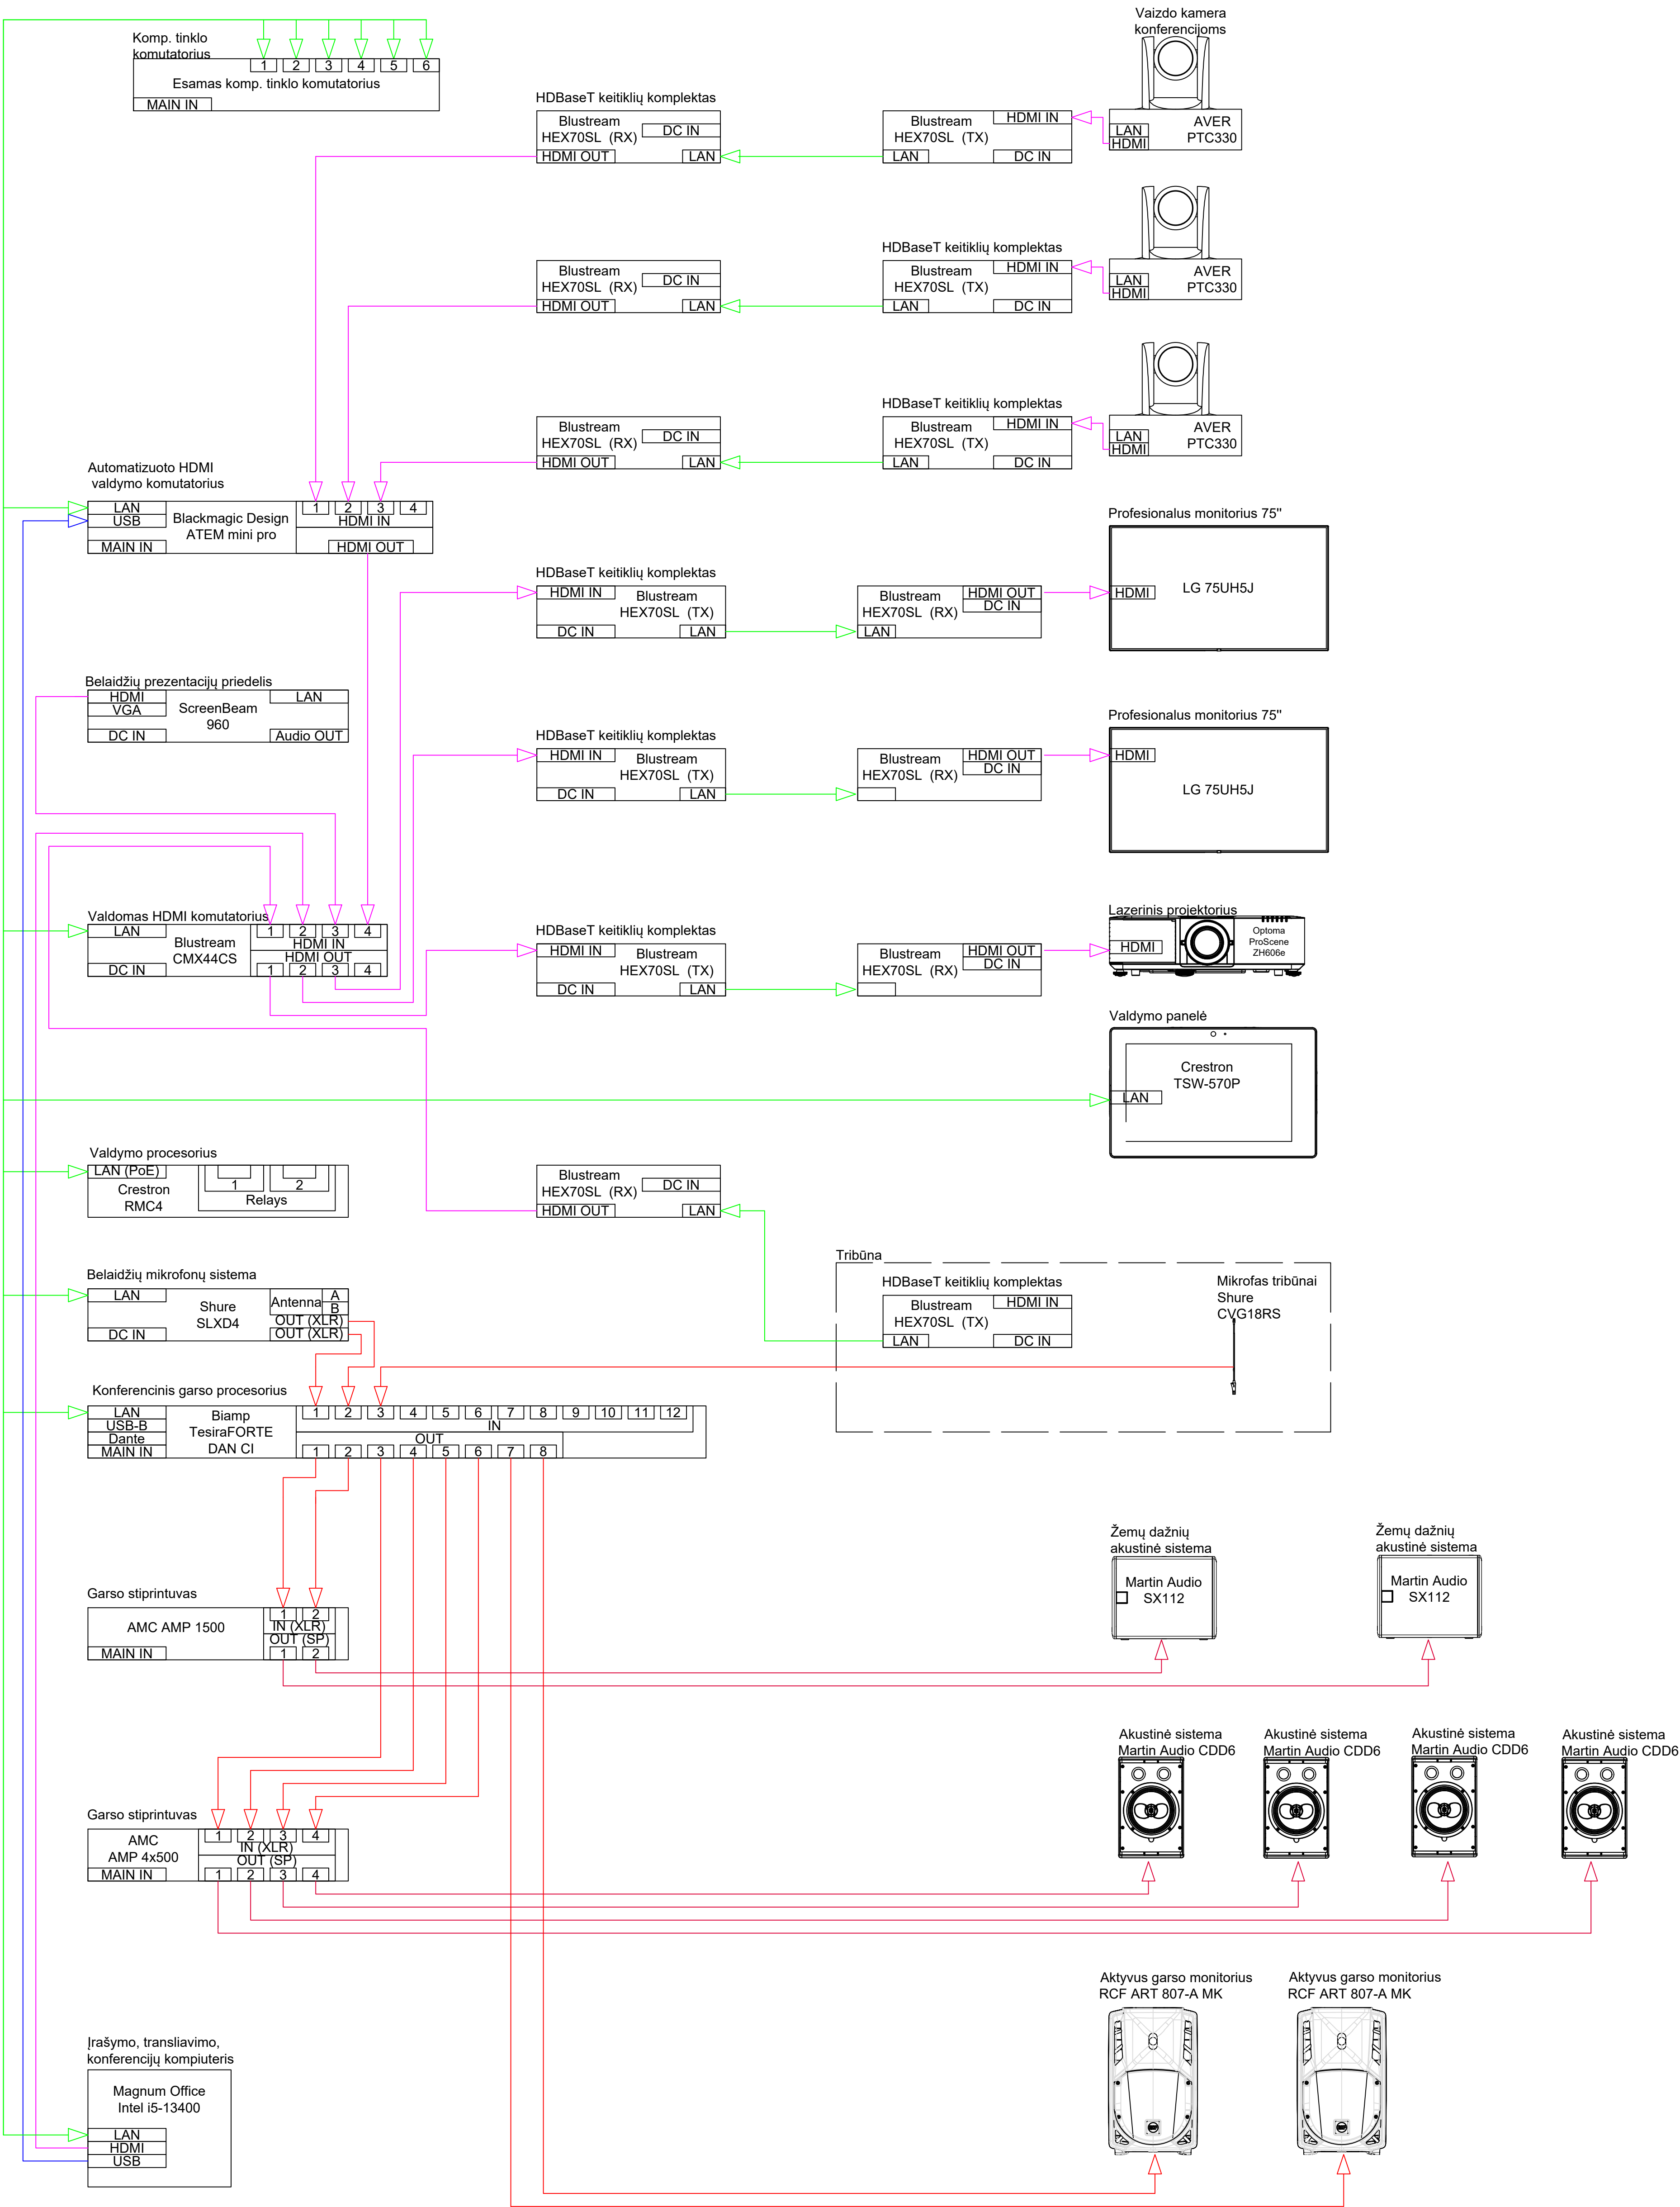 Komp. tinklo
komutatorius
1 2 3 4 5 6
Esamas komp. tinklo komutatorius
MAIN IN
Vaizdo kamera
konferencijoms
HDBaseT keitiklių komplektas
Blustream
HEX70SL (RX)
DC IN
HDMI OUT
LAN
Blustream
HEX70SL (TX)
HDMI IN
LAN
DC IN
LAN
HDMI
AVER
PTC330
HDBaseT keitiklių komplektas
Blustream
HEX70SL (RX)
DC IN
HDMI OUT
LAN
Blustream
HEX70SL (TX)
HDMI IN
LAN
DC IN
LAN
HDMI
AVER
PTC330
HDBaseT keitiklių komplektas
Blustream
HEX70SL (RX)
DC IN
HDMI OUT
LAN
Blustream
HEX70SL (TX)
HDMI IN
LAN
DC IN
LAN
HDMI
AVER
PTC330
Automatizuoto HDMI
valdymo komutatorius
LAN
USB
MAIN IN
Blackmagic Design
ATEM mini pro
1 2 3 4
HDMI IN
HDMI OUT
HDBaseT keitiklių komplektas
HDMI IN
Blustream
HEX70SL (TX)
DC IN
LAN
Blustream
HEX70SL (RX)
HDMI OUT
DC IN
LAN
Profesionalus monitorius 75"
HDMI
LG 75UH5J
Belaidžių prezentacijų priedelis
HDMI
VGA
DC IN
ScreenBeam
960
LAN
Audio OUT
HDBaseT keitiklių komplektas
HDMI IN
Blustream
HEX70SL (TX)
DC IN
LAN
Blustream
HEX70SL (RX)
HDMI OUT
DC IN
Profesionalus monitorius 75"
HDMI
LG 75UH5J
Valdomas HDMI komutatorius
LAN
DC IN
Blustream
CMX44CS
1 2 3 4
HDMI IN
HDMI OUT
1 2 3 4
HDBaseT keitiklių komplektas
HDMI IN
Blustream
HEX70SL (TX)
DC IN
LAN
Blustream
HEX70SL (RX)
HDMI OUT
DC IN
Lazerinis projektorius
HDMI
Optoma
ProScene
ZH606e
Valdymo panelė
Crestron
TSW-570P
LAN
Valdymo procesorius
LAN (PoE)
Crestron
RMC4
1 2
Relays
Blustream
HEX70SL (RX)
DC IN
HDMI OUT
LAN
Tribūna
HDBaseT keitiklių komplektas
Blustream
HEX70SL (TX)
HDMI IN
LAN
DC IN
Mikrofas tribūnai
Shure
CVG18RS
Belaidžių mikrofonų sistema
LAN
DC IN
Shure
SLXD4
Antenna
A
B
OUT (XLR)
OUT (XLR)
Konferencinis garso procesorius
LAN
USB-B
Dante
MAIN IN
Biamp
TesiraFORTE
DAN CI
1 2 3 4 5 6 7 8 9 10 11 12
IN
OUT
1 2 3 4 5 6 7 8
Garso stiprintuvas
AMC AMP 1500
MAIN IN
1 2
IN (XLR)
OUT (SP)
1 2
Žemų dažnių
akustinė sistema
Martin Audio
SX112
Žemų dažnių
akustinė sistema
Martin Audio
SX112
Akustinė sistema
Martin Audio CDD6
Akustinė sistema
Martin Audio CDD6
Akustinė sistema
Martin Audio CDD6
Akustinė sistema
Martin Audio CDD6
Garso stiprintuvas
AMC
AMP 4x500
MAIN IN
1 2 3 4
IN (XLR)
OUT (SP)
1 2 3 4
Aktyvus garso monitorius
RCF ART 807-A MK
Aktyvus garso monitorius
RCF ART 807-A MK
Įrašymo, transliavimo,
konferencijų kompiuteris
Magnum Office
Intel i5-13400
LAN
HDMI
USB